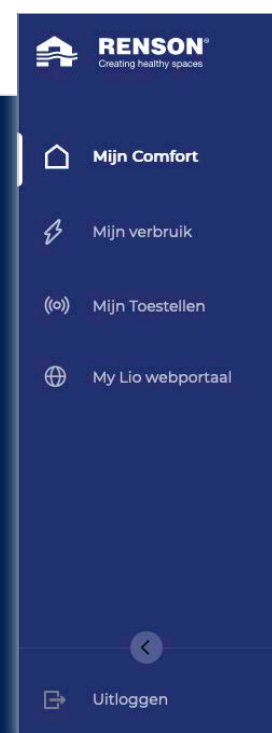 RENSON®
Creating healthy spaces
Mijn Comfort
Mijn verbruik
Mijn Toestellen
My Lio webportaal
Uitloggen